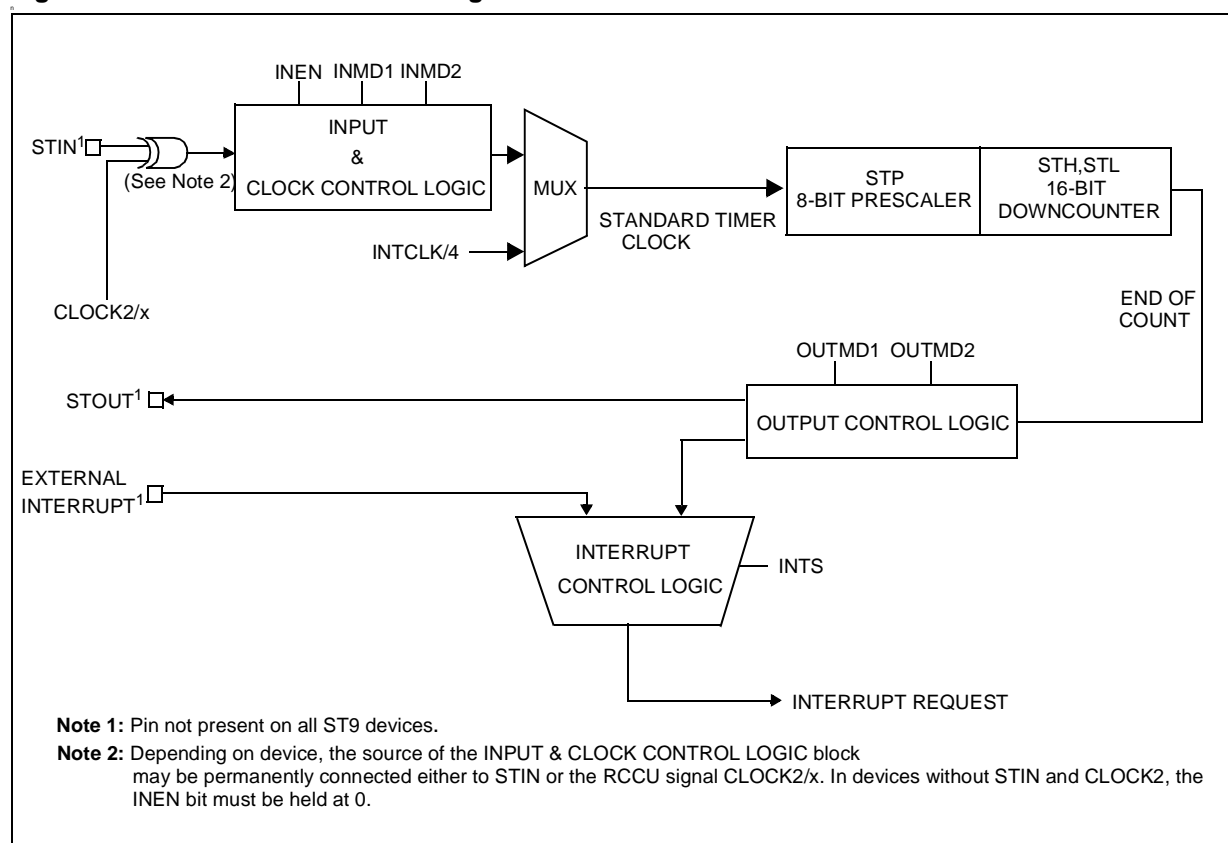 INEN INMD1 INMD2
STIN1
(See Note 2)
INPUT
&
CLOCK CONTROL LOGIC
MUX
INTCLK/4
CLOCK2/x
STANDARD TIMER
CLOCK
STP
8-BIT PRESCALER
STH,STL
16-BIT
DOWNCOUNTER
END OF
COUNT
OUTMD1 OUTMD2
STOUT1
OUTPUT CONTROL LOGIC
EXTERNAL
INTERRUPT1
INTERRUPT
CONTROL LOGIC
INTS
INTERRUPT REQUEST
Note 1: Pin not present on all ST9 devices.
Note 2: Depending on device, the source of the INPUT & CLOCK CONTROL LOGIC block
may be permanently connected either to STIN or the RCCU signal CLOCK2/x. In devices without STIN and CLOCK2, the
INEN bit must be held at 0.